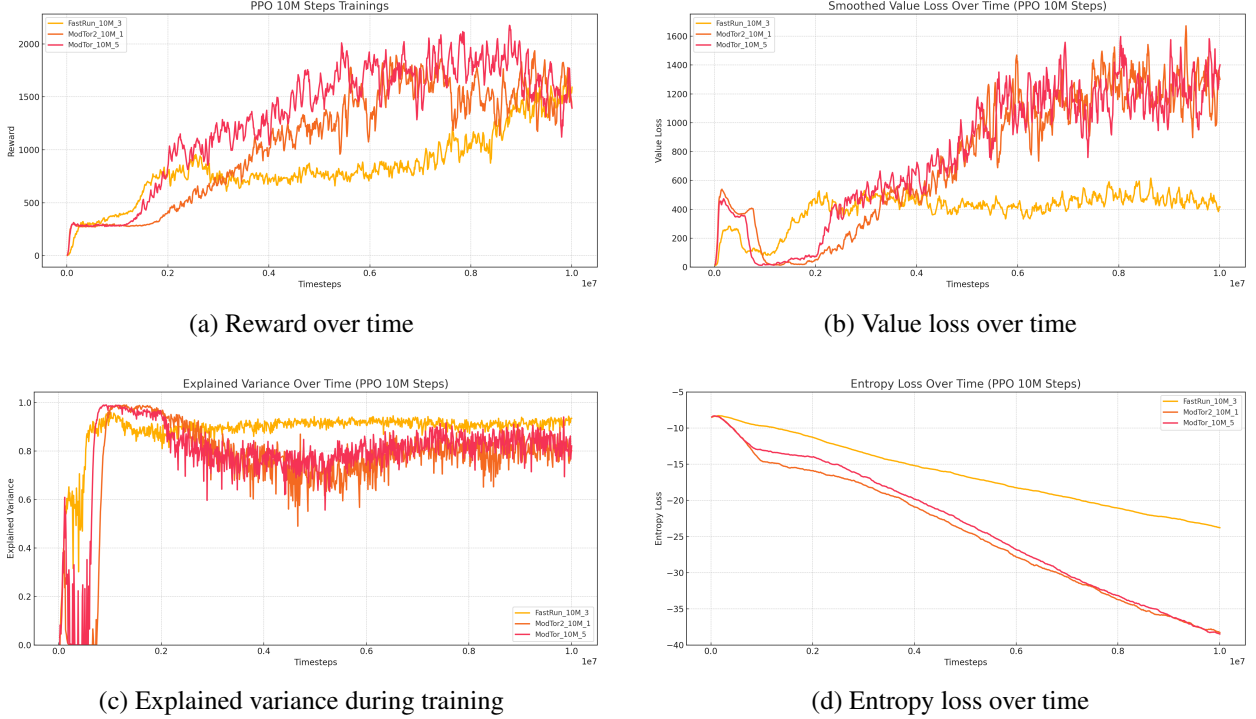 PPO 10M Steps Trainings
FastRun_10M_3
ModTor2_10M_1
ModTor_10M_5
Reward
2000
1500
1000
500
0
0.0 0.2 0.4 0.6 0.8 1.0
1e7
Timesteps
(a) Reward over time
Smoothed Value Loss Over Time (PPO 10M Steps)
FastRun_10M_3
ModTor2_10M_1
ModTor_10M_5
Value Loss
1600
1400
1200
1000
800
600
400
200
0
0.0 0.2 0.4 0.6 0.8 1.0
1e7
Timesteps
(b) Value loss over time
Explained Variance Over Time (PPO 10M Steps)
Explained Variance
1.0
0.8
0.6
0.4
0.2
0.0
FastRun_10M_3
ModTor2_10M_1
ModTor_10M_5
0.0 0.2 0.4 0.6 0.8 1.0
1e7
Timesteps
(c) Explained variance during training
Entropy Loss Over Time (PPO 10M Steps)
FastRun_10M_3
ModTor2_10M_1
ModTor_10M_5
Entropy Loss
−5
−10
−15
−20
−25
−30
−35
−40
0.0 0.2 0.4 0.6 0.8 1.0
1e7
Timesteps
(d) Entropy loss over time